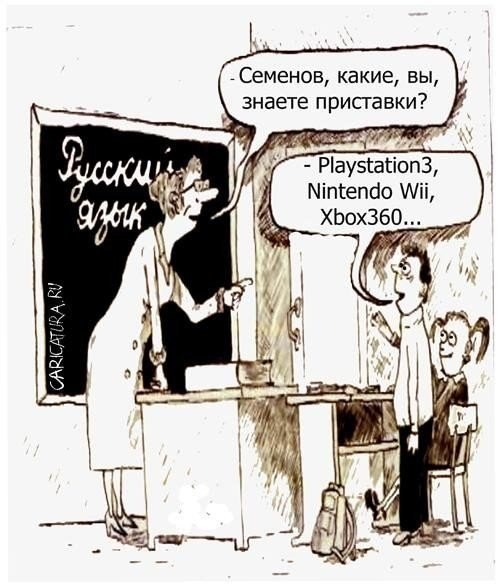 - Семенов, какие, вы,
знаете приставки?
- Playstation3,
Nintendo Wii,
Xbox360...
Русский
язык
CARICATURA.RU